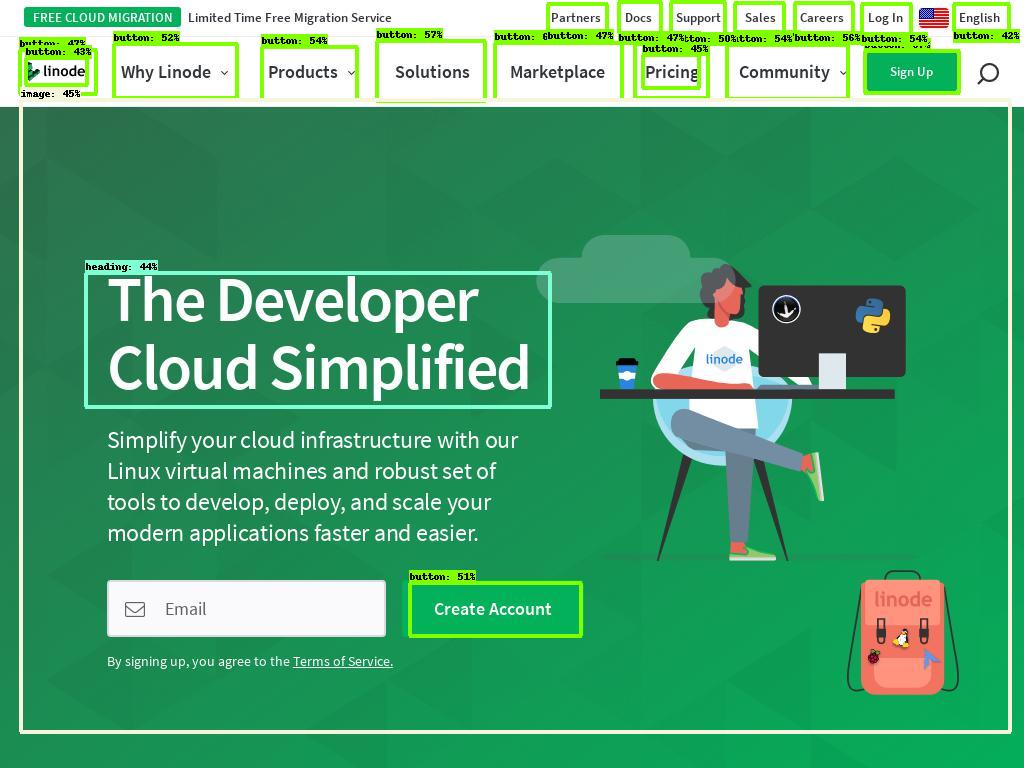 FREE CLOUD MIGRATION Limited Time Free Migration Service
Partners Docs Support Sales Careers Log In English
button: 52% button: 54% button: 57% button: 47% button: 47% button: 54% button: 56% button: 54% button: 42%
button: 43% button: 45%
linode Why Linode Products Solutions Marketplace Pricing Community Sign Up
image: 45%
heading: 44%
The Developer
Cloud Simplified
linode
Simplify your cloud infrastructure with our
Linux virtual machines and robust set of
tools to develop, deploy, and scale your
modern applications faster and easier.
button: 51%
Email Create Account
linode
By signing up, you agree to the Terms of Service.